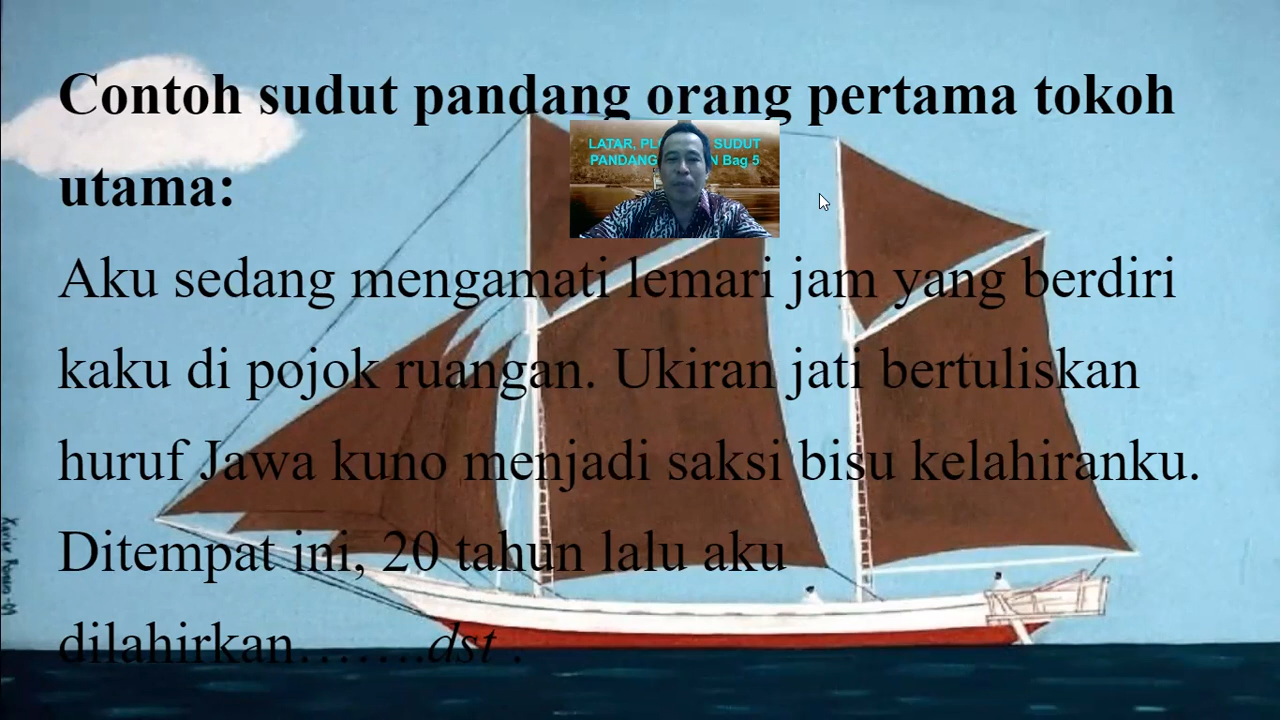 Contoh sudut pandang orang pertama tokoh
utama:
LATAR, SUDUT
PANDANG Bag 5
Aku sedang mengamati lemari jam yang berdiri
kaku di pojok ruangan. Ukiran jati bertuliskan
huruf Jawa kuno menjadi saksi bisu kelahiranku.
Ditempat ini, 20 tahun lalu aku
dilahirkan…….dst .